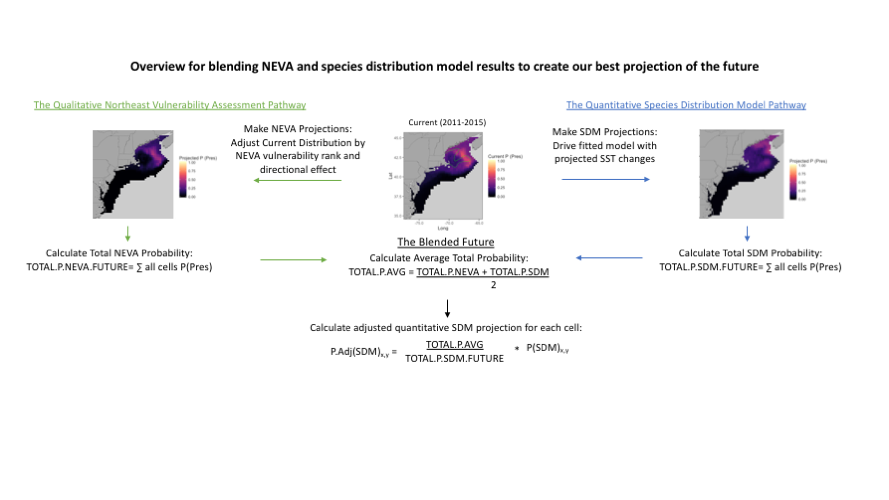 Overview for blending NEVA and species distribution model results to create our best projection of the future
The Qualitative Northeast Vulnerability Assessment Pathway
The Quantitative Species Distribution Model Pathway
Make NEVA Projections:
Adjust Current Distribution by
NEVA vulnerability rank and
directional effect
Current (2011-2015)
Make SDM Projections:
Drive fitted model with
projected SST changes
Projected P (Pres)
1.00
0.75
0.50
0.25
0.00
Lat
Long
Current P (Pres)
1.00
0.75
0.50
0.25
0.00
Projected P (Pres)
1.00
0.75
0.50
0.25
0.00
Calculate Total NEVA Probability:
TOTAL.P.NEVA.FUTURE= ∑ all cells P(Pres)
The Blended Future
Calculate Average Total Probability:
TOTAL.P.AVG = TOTAL.P.NEVA + TOTAL.P.SDM
2
Calculate Total SDM Probability:
TOTAL.P.SDM.FUTURE= ∑ all cells P(Pres)
Calculate adjusted quantitative SDM projection for each cell:
P.Adj(SDM)x,y = TOTAL.P.AVG * P(SDM)x,y
TOTAL.P.SDM.FUTURE